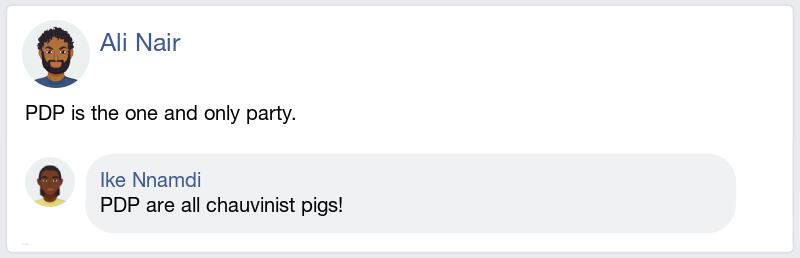 Ali Nair
PDP is the one and only party.
Ike Nnamdi
PDP are all chauvinist pigs!